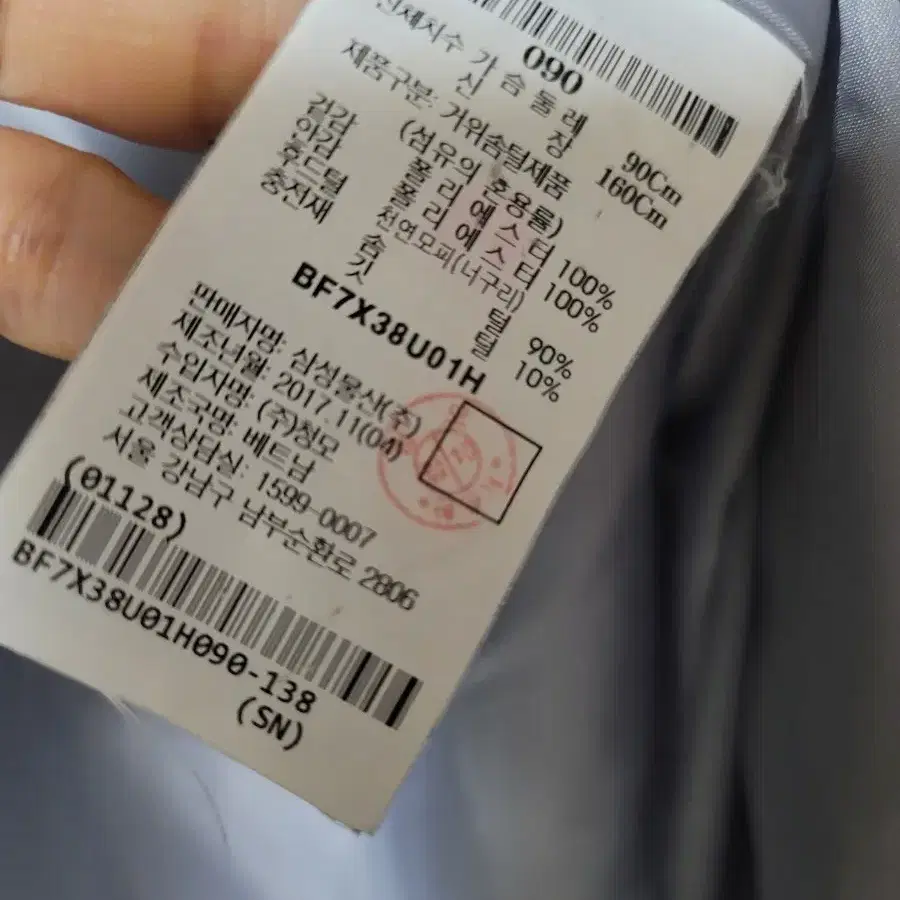 090
신체치수 가슴둘레 90Cm
신장 160Cm
제품구분: 거위솜털제품
(섬유의 혼용률)
겉감 폴리에스터 100%
안감 폴리에스터 100%
후드털 천연모피(너구리)털
충전재 솜털 90%
깃털 10%
BF7X38U01H
판매자명: 삼성물산(주)
제조년월: 2017.11(04)
수입자명: (주)청모
제조국명: 베트남
고객상담실: 1599-0007
서울 강남구 남부순환로 2806
(01128)
BF7X38U01H090-138
(SN)